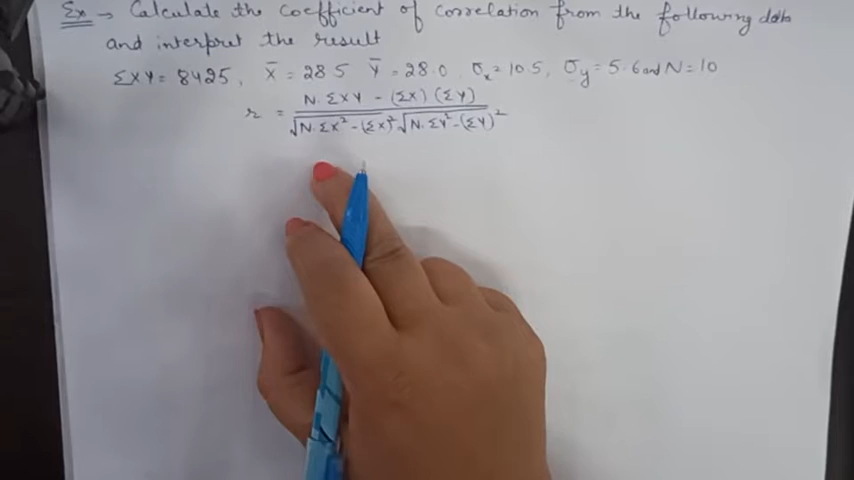 Ex → Calculate the coefficient of correlation from the following data
and interpret the result
ΣXY = 8425, X̄ = 28.5 Ȳ = 28.0 σx = 10.5, σy = 5.6 and N = 10
r = N.ΣXY - (ΣX) (ΣY) / √N.ΣX² - (ΣX)² √N.ΣY² - (ΣY)²